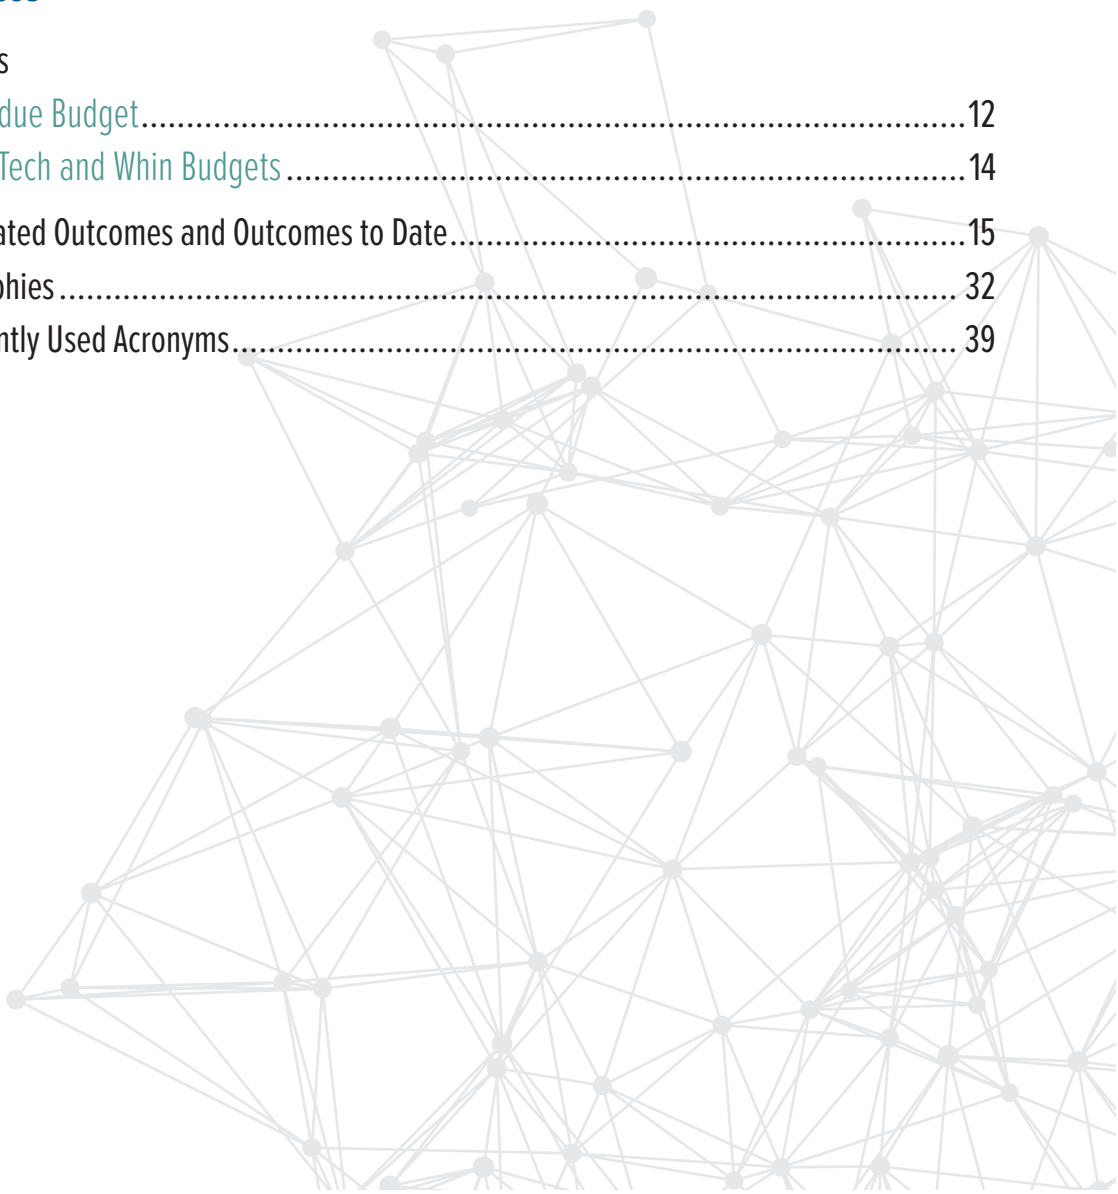 s
due Budget....................................................................................................12
Tech and Whin Budgets....................................................................................14
ated Outcomes and Outcomes to Date..............................................................15
phies.............................................................................................................. 32
ntly Used Acronyms........................................................................................ 39